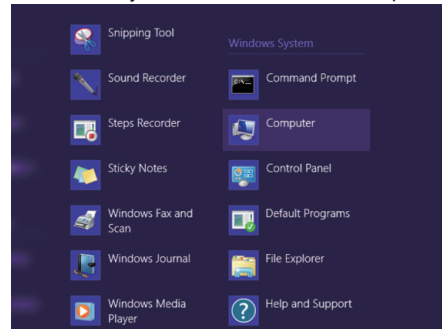 Snipping Tool
Sound Recorder
Steps Recorder
Sticky Notes
Windows Fax and
Scan
Windows Journal
Windows Media
Player
Windows System
Command Prompt
Computer
Control Panel
Default Programs
File Explorer
Help and Support